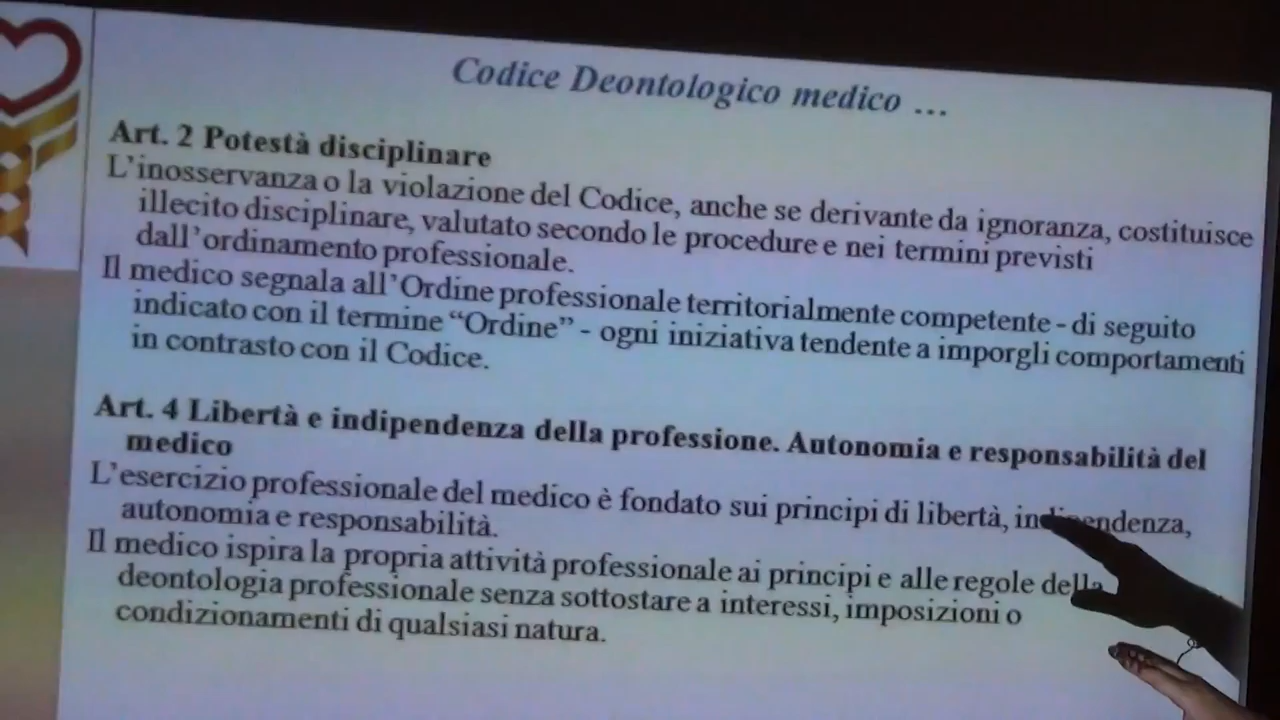 Codice Deontologico medico ...
Art. 2 Potestà disciplinare
L'inosservanza o la violazione del Codice, anche se derivante da ignoranza, costituisce
illecito disciplinare, valutato secondo le procedure e nei termini previsti
dall'ordinamento professionale.
Il medico segnala all'Ordine professionale territorialmente competente - di seguito
indicato con il termine “Ordine” - ogni iniziativa tendente a imporgli comportamenti
in contrasto con il Codice.
Art. 4 Libertà e indipendenza della professione. Autonomia e responsabilità del
medico
L'esercizio professionale del medico è fondato sui principi di libertà, indipendenza,
autonomia e responsabilità.
Il medico ispira la propria attività professionale ai principi e alle regole della
deontologia professionale senza sottostare a interessi, imposizioni o
condizionamenti di qualsiasi natura.